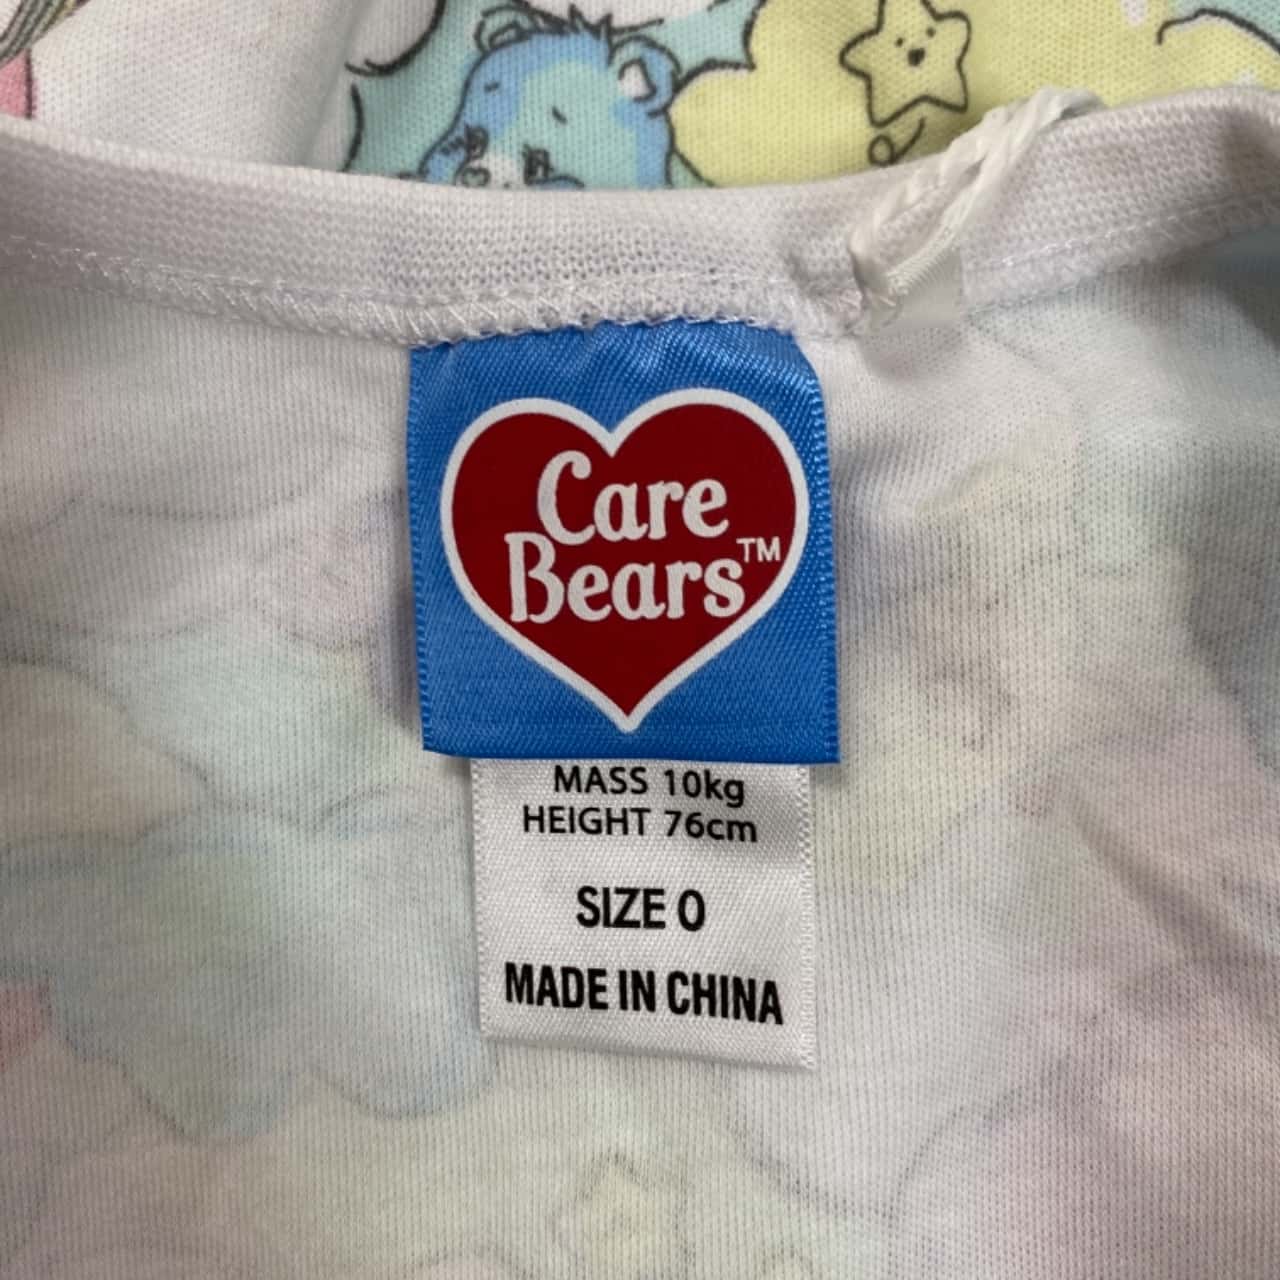 Care
Bears™
MASS 10kg
HEIGHT 76cm
SIZE 0
MADE IN CHINA